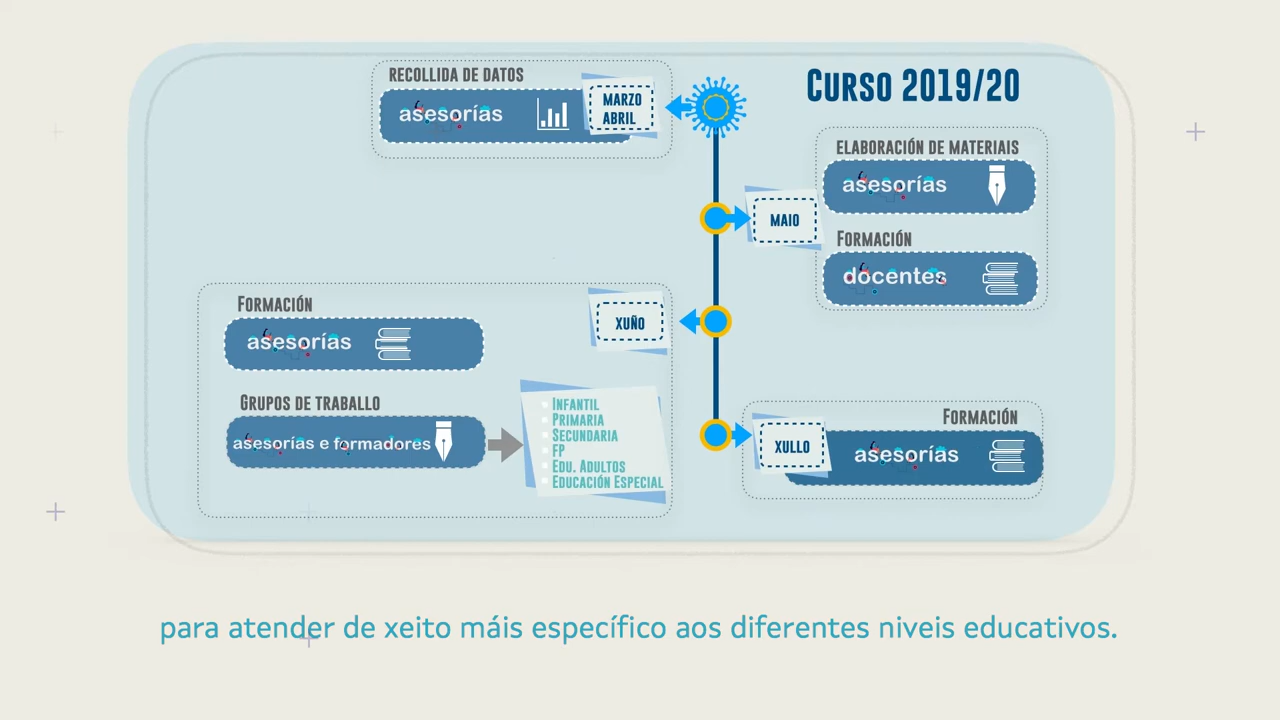 CURSO 2019/20
RECOLLIDA DE DATOS
asesorías
MARZO
ABRIL
ELABORACIÓN DE MATERIAIS
asesorías
MAIO
FORMACIÓN
docentes
FORMACIÓN
asesorías
XUÑO
GRUPOS DE TRABALLO
asesorías e formadores
INFANTIL
PRIMARIA
SECUNDARIA
FP
EDU. ADULTOS
EDUCACIÓN ESPECIAL
FORMACIÓN
XULLO
asesorías
para atender de xeito máis específico aos diferentes niveis educativos.